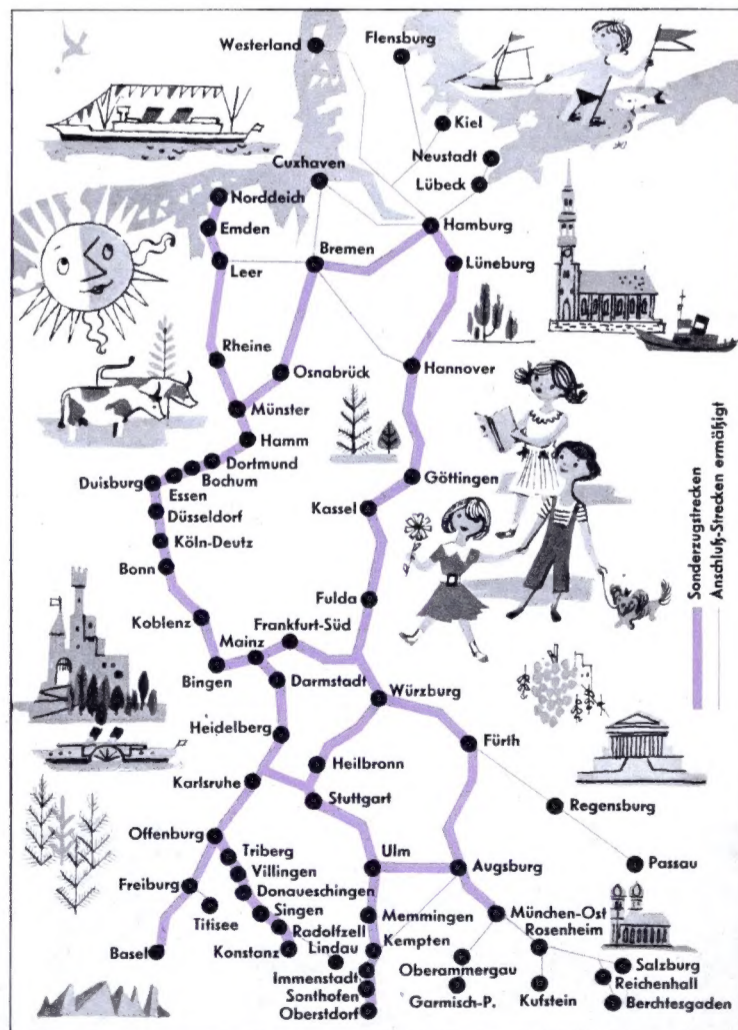 Westerland
Flensburg
Kiel
Neustadt
Lübeck
Cuxhaven
Norddeich
Hamburg
Emden
Bremen
Lüneburg
Leer
Rheine
Osnabrück
Hannover
Münster
Hamm
Dortmund
Bochum
Duisburg
Essen
Göttingen
Düsseldorf
Kassel
Köln-Deutz
Bonn
Fulda
Koblenz
Frankfurt-Süd
Mainz
Bingen
Darmstadt
Würzburg
Heidelberg
Fürth
Heilbronn
Karlsruhe
Stuttgart
Regensburg
Offenburg
Triberg
Ulm
Augsburg
Passau
Villingen
Freiburg
Donaueschingen
Titisee
Singen
Memmingen
München-Ost
Rosenheim
Radolfzell
Basel
Konstanz
Lindau
Kempten
Oberammergau
Salzburg
Immenstadt
Reichenhall
Sonthofen
Garmisch-P.
Kufstein
Berchtesgaden
Oberstdorf
Sonderzugstrecken
Anschluß-Strecken ermäßigt